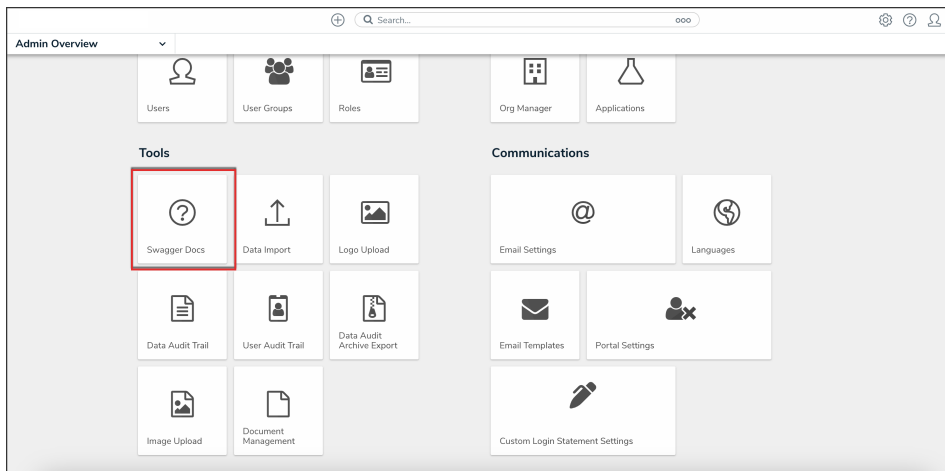 Search...
Admin Overview
Users
User Groups
Roles
Org Manager
Applications
Tools
Communications
Swagger Docs
Data Import
Logo Upload
Email Settings
Languages
Data Audit Trail
User Audit Trail
Data Audit
Archive Export
Email Templates
Portal Settings
Image Upload
Document
Management
Custom Login Statement Settings